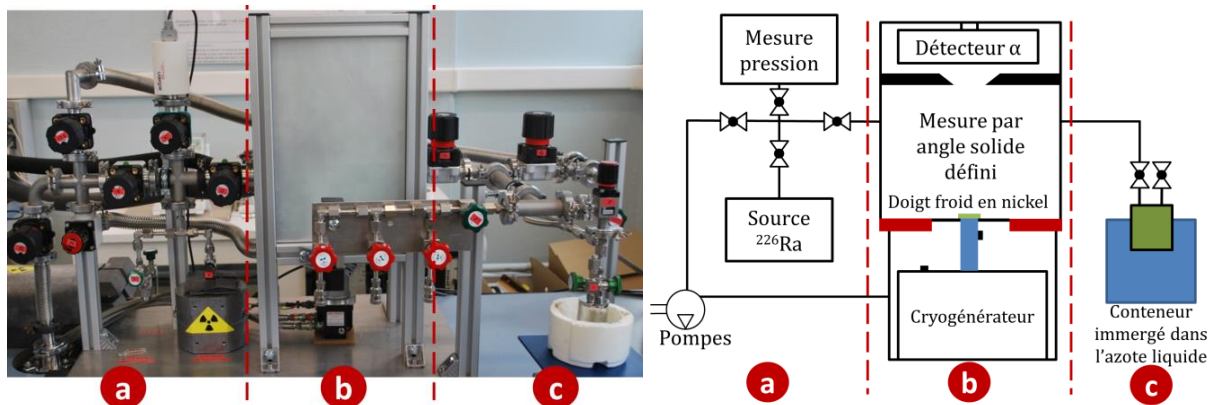 a
b
c
Mesure
pression
Source
²²⁶Ra
Pompes
Détecteur α
Mesure par
angle solide
défini
Doigt froid en nickel
Cryogénérateur
Conteneur
immergé dans
l'azote liquide
a
b
c